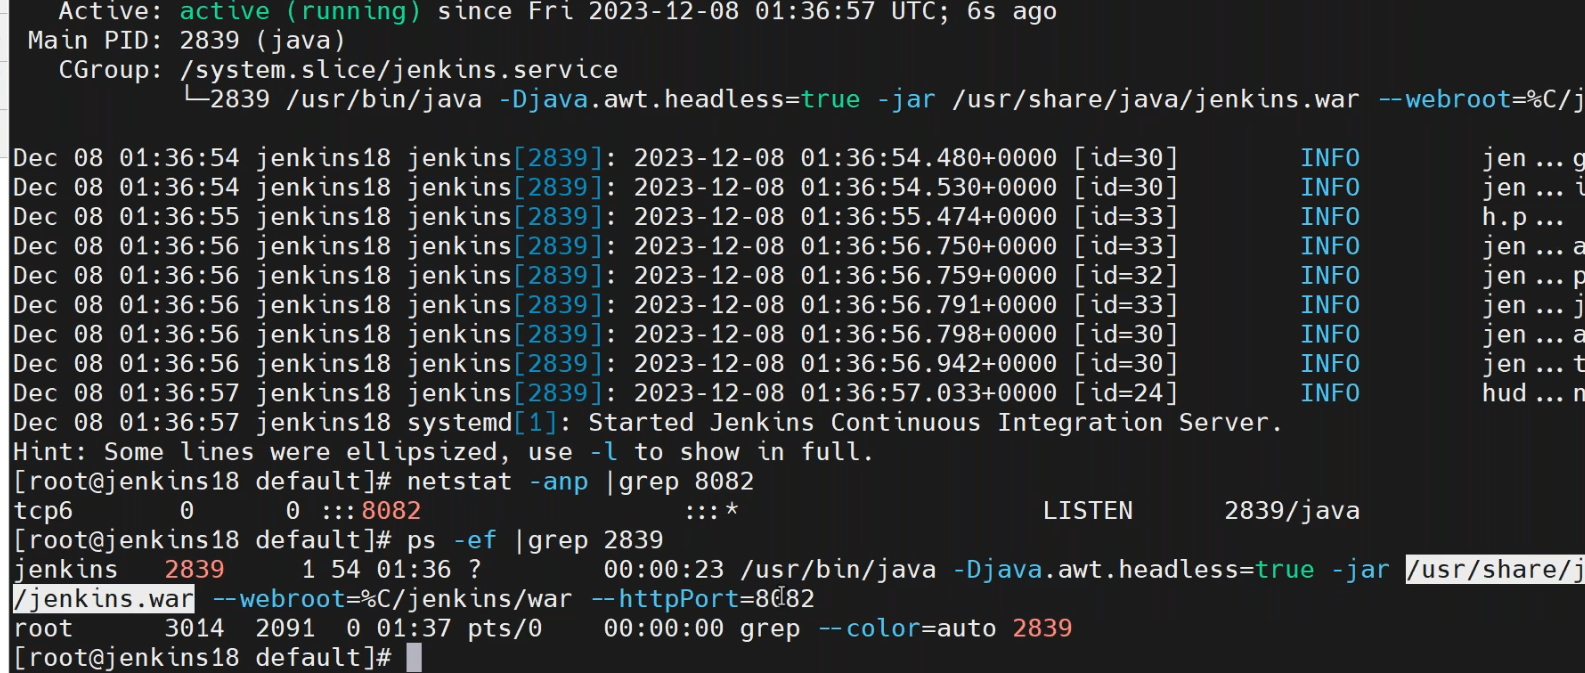 Active: active (running) since Fri 2023-12-08 01:36:57 UTC; 6s ago
Main PID: 2839 (java)
CGroup: /system.slice/jenkins.service
└─2839 /usr/bin/java -Djava.awt.headless=true -jar /usr/share/java/jenkins.war --webroot=%C/j
Dec 08 01:36:54 jenkins18 jenkins[2839]: 2023-12-08 01:36:54.480+0000 [id=30] INFO jen...g
Dec 08 01:36:54 jenkins18 jenkins[2839]: 2023-12-08 01:36:54.530+0000 [id=30] INFO jen...i
Dec 08 01:36:55 jenkins18 jenkins[2839]: 2023-12-08 01:36:55.474+0000 [id=33] INFO h.p...
Dec 08 01:36:56 jenkins18 jenkins[2839]: 2023-12-08 01:36:56.750+0000 [id=33] INFO jen...a
Dec 08 01:36:56 jenkins18 jenkins[2839]: 2023-12-08 01:36:56.759+0000 [id=32] INFO jen...p
Dec 08 01:36:56 jenkins18 jenkins[2839]: 2023-12-08 01:36:56.791+0000 [id=33] INFO jen...j
Dec 08 01:36:56 jenkins18 jenkins[2839]: 2023-12-08 01:36:56.798+0000 [id=30] INFO jen...a
Dec 08 01:36:56 jenkins18 jenkins[2839]: 2023-12-08 01:36:56.942+0000 [id=30] INFO jen...t
Dec 08 01:36:57 jenkins18 jenkins[2839]: 2023-12-08 01:36:57.033+0000 [id=24] INFO hud...n
Dec 08 01:36:57 jenkins18 systemd[1]: Started Jenkins Continuous Integration Server.
Hint: Some lines were ellipsized, use -l to show in full.
[root@jenkins18 default]# netstat -anp |grep 8082
tcp6 0 0 :::8082 :::* LISTEN 2839/java
[root@jenkins18 default]# ps -ef |grep 2839
jenkins 2839 1 54 01:36 ? 00:00:23 /usr/bin/java -Djava.awt.headless=true -jar /usr/share/j
/jenkins.war --webroot=%C/jenkins/war --httpPort=8082
root 3014 2091 0 01:37 pts/0 00:00:00 grep --color=auto 2839
[root@jenkins18 default]#